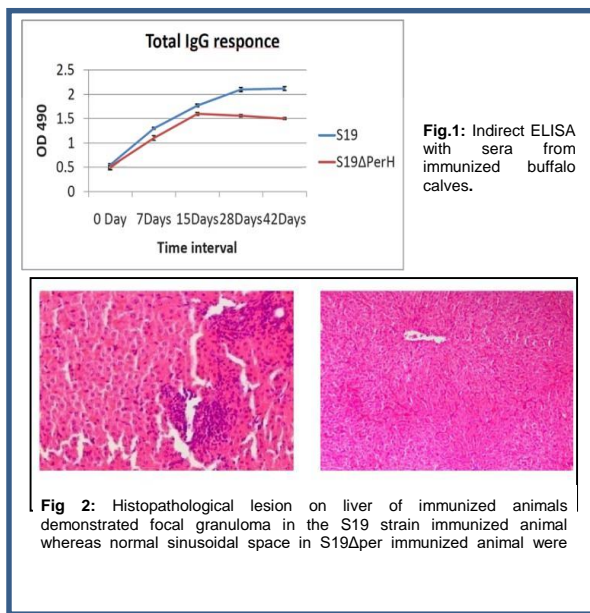 Total IgG responce
2.5
2
1.5
1
0.5
0
OD 490
0 Day 7Days 15Days 28Days 42Days
Time interval
S19
S19ΔPerH
Fig.1: Indirect ELISA
with sera from
immunized buffalo
calves.
Fig 2: Histopathological lesion on liver of immunized animals
demonstrated focal granuloma in the S19 strain immunized animal
whereas normal sinusoidal space in S19Δper immunized animal were